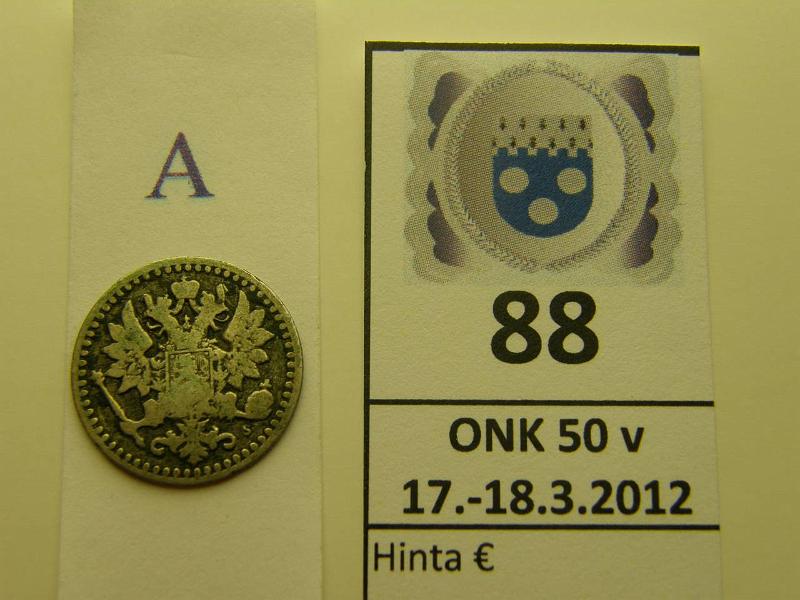 A
88
ONK 50 v
17.-18.3.2012
Hinta €
S